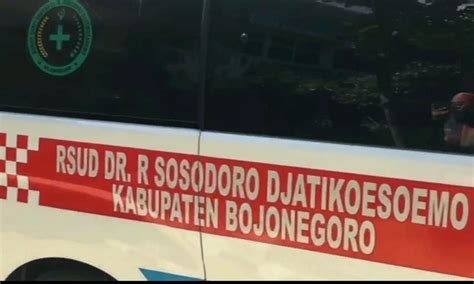 RSUD DR. R SOSODORO DJATIKOESOEMO
KABUPATEN BOJONEGORO